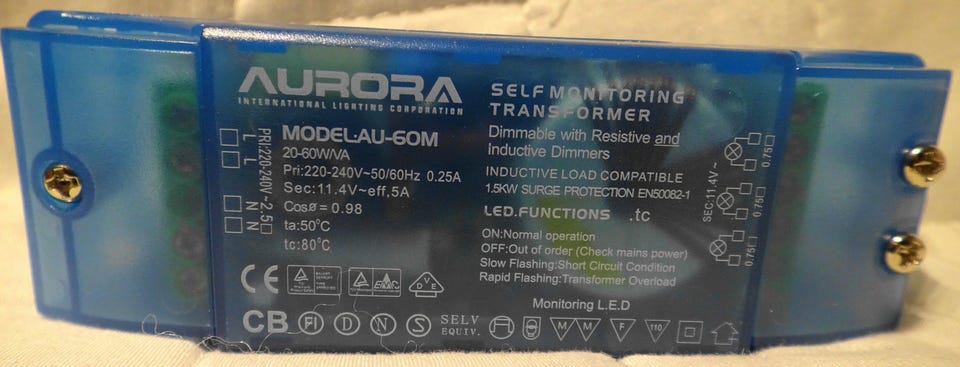 AURORA
INTERNATIONAL LIGHTING CORPORATION
MODEL:AU-60M
20-60W/VA
Pri:220-240V~50/60Hz 0.25A
Sec:11.4V~eff,5A
Cosø = 0.98
ta:50°C
tc:80°C
PRI:220-240V~2.5
L
L
N
N
SELF MONITORING
TRANSFORMER
Dimmable with Resistive and
Inductive Dimmers
INDUCTIVE LOAD COMPATIBLE
1.5KW SURGE PROTECTION EN50082-1
LED.FUNCTIONS .tc
ON:Normal operation
OFF:Out of order (Check mains power)
Slow Flashing:Short Circuit Condition
Rapid Flashing:Transformer Overload
Monitoring L.E.D
SEC:11.4V~
0.75
0.75
0.75
CE
EMC
VDE
CB FI D N S SELV
EQUIV.
M M F 110